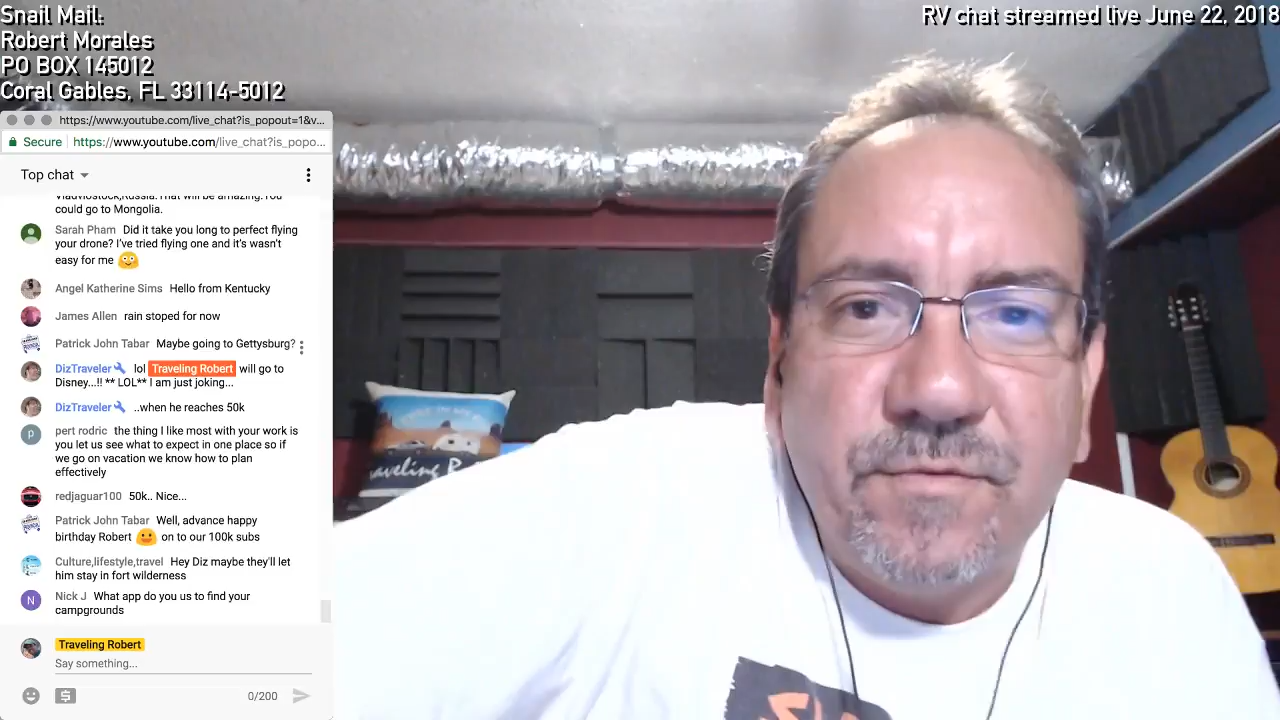 Snail Mail:
Robert Morales
PO BOX 145012
Coral Gables, FL 33114-5012
RV chat streamed live June 22, 2018
https://www.youtube.com/live_chat?is_popout=1&v...
Secure https://www.youtube.com/live_chat?is_popo...
Top chat
could go to Mongolia.
Sarah Pham Did it take you long to perfect flying
your drone? I've tried flying one and it's wasn't
easy for me
Angel Katherine Sims Hello from Kentucky
James Allen rain stoped for now
Patrick John Tabar Maybe going to Gettysburg?
DizTraveler lol Traveling Robert will go to
Disney...!! ** LOL** I am just joking...
DizTraveler ..when he reaches 50k
p
pert rodric the thing I like most with your work is
you let us see what to expect in one place so if
we go on vacation we know how to plan
effectively
redjaguar100 50k.. Nice...
Patrick John Tabar Well, advance happy
birthday Robert on to our 100k subs
Culture,lifestyle,travel Hey Diz maybe they'll let
him stay in fort wilderness
N
Nick J What app do you us to find your
campgrounds
Traveling Robert
Say something...
0/200